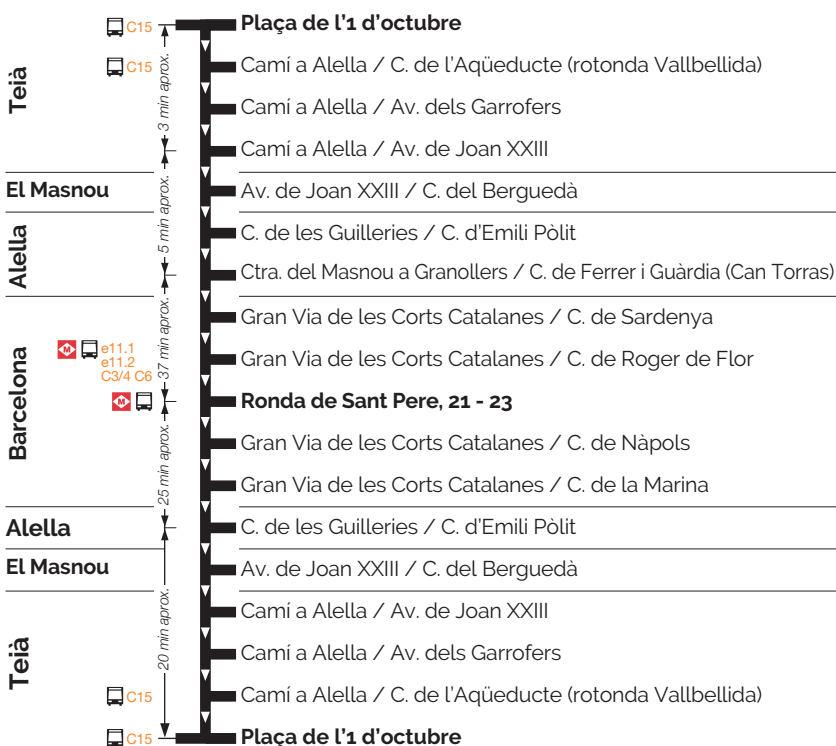 C15 Plaça de l'1 d'octubre
C15 Camí a Alella / C. de l'Aqüeducte (rotonda Vallbellida)
Teià
3 min aprox.
Camí a Alella / Av. dels Garrofers
Camí a Alella / Av. de Joan XXIII
El Masnou Av. de Joan XXIII / C. del Berguedà
5 min aprox.
Alella
C. de les Guilleries / C. d'Emili Pòlit
Ctra. del Masnou a Granollers / C. de Ferrer i Guàrdia (Can Torras)
Gran Via de les Corts Catalanes / C. de Sardenya
37 min aprox.
M e11.1 Gran Via de les Corts Catalanes / C. de Roger de Flor
e11.2
C3/4 C6
Barcelona
M Ronda de Sant Pere, 21 - 23
Gran Via de les Corts Catalanes / C. de Nàpols
25 min aprox.
Gran Via de les Corts Catalanes / C. de la Marina
Alella C. de les Guilleries / C. d'Emili Pòlit
El Masnou Av. de Joan XXIII / C. del Berguedà
Camí a Alella / Av. de Joan XXIII
20 min aprox.
Teià
Camí a Alella / Av. dels Garrofers
C15 Camí a Alella / C. de l'Aqüeducte (rotonda Vallbellida)
C15 Plaça de l'1 d'octubre